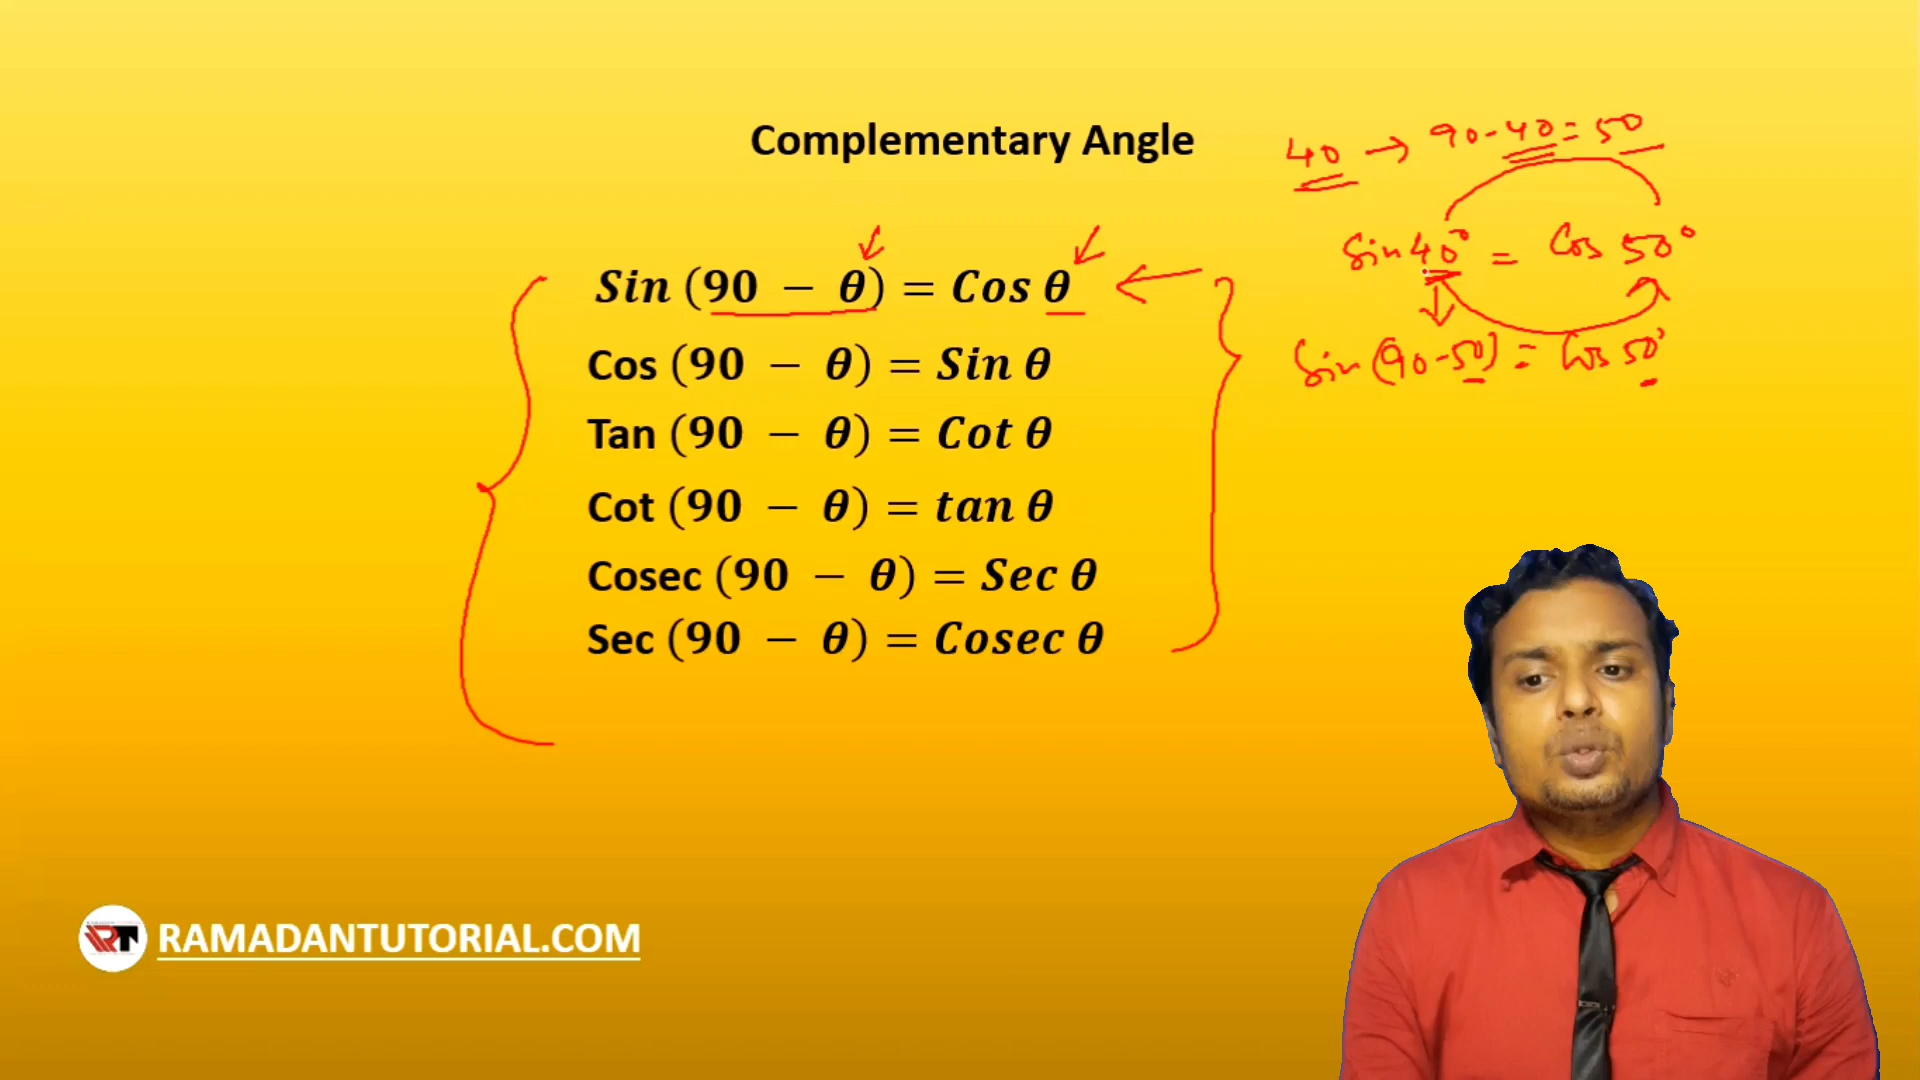 Complementary Angle
40 → 90-40 = 50
Sin 40° = Cos 50°
Sin (90 − θ) = Cos θ
Sin (90-50) = Cos 50°
Cos (90 − θ) = Sin θ
Tan (90 − θ) = Cot θ
Cot (90 − θ) = tan θ
Cosec (90 − θ) = Sec θ
Sec (90 − θ) = Cosec θ
RT RAMADANTUTORIAL.COM